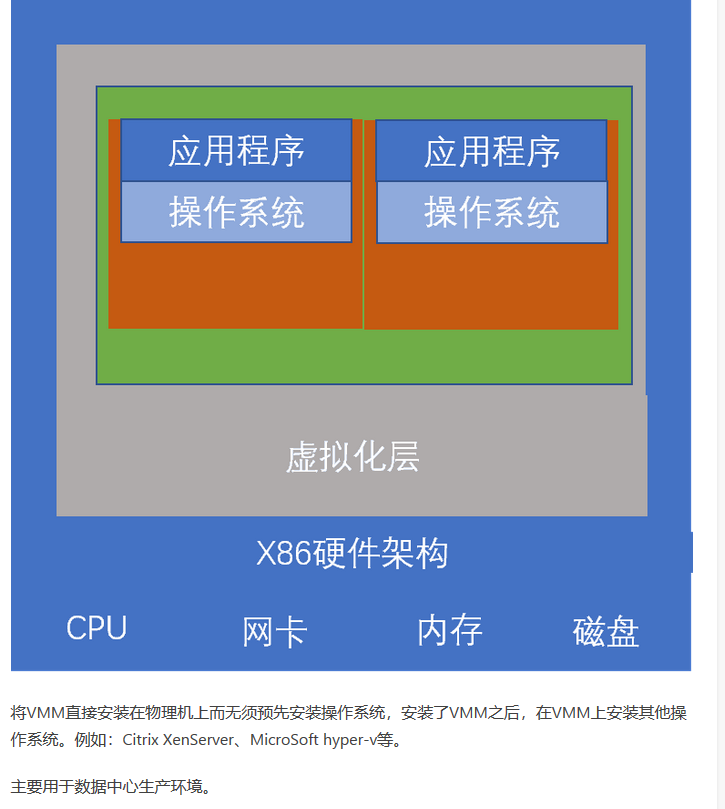 应用程序 应用程序
操作系统 操作系统
虚拟化层
X86硬件架构
CPU 网卡 内存 磁盘
将VMM直接安装在物理机上而无须预先安装操作系统，安装了VMM之后，在VMM上安装其他操
作系统。例如：Citrix XenServer、MicroSoft hyper-v等。
主要用于数据中心生产环境。